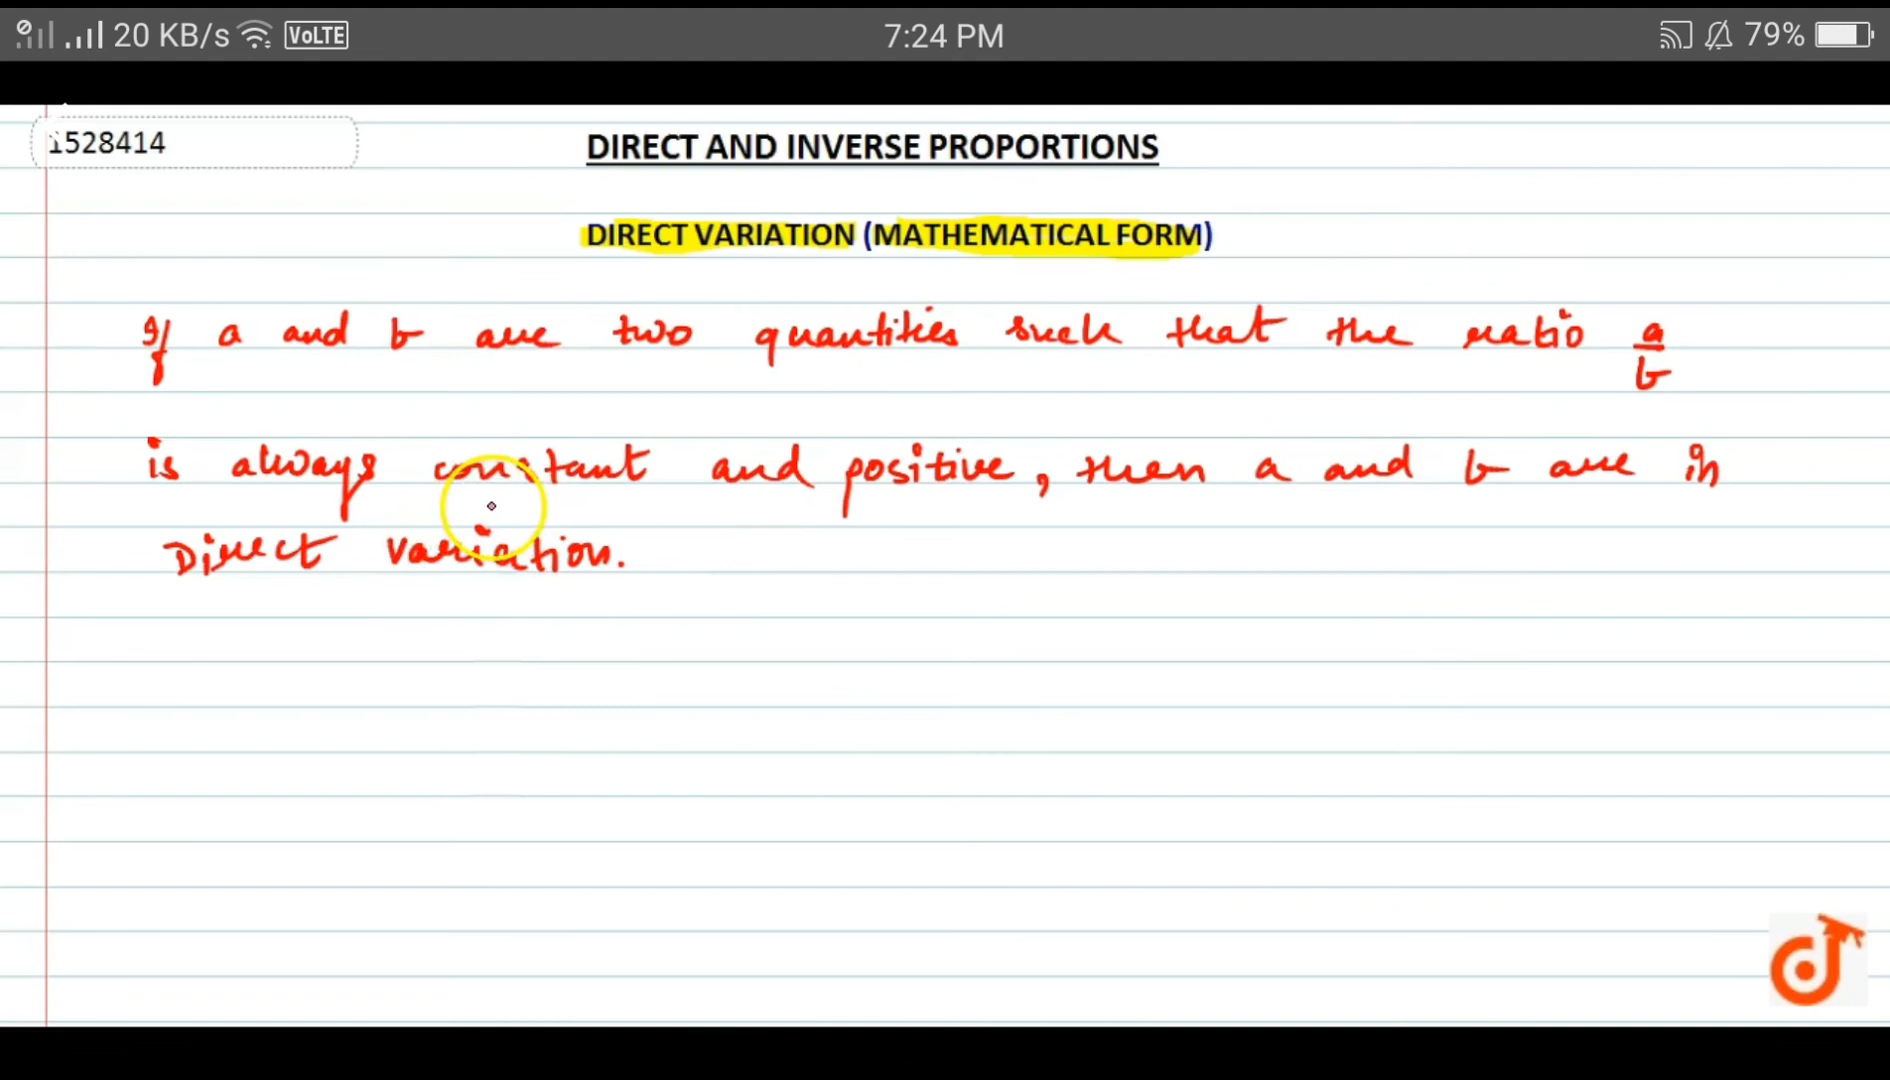 20 KB/s VoLTE 7:24 PM 79%
1528414
DIRECT AND INVERSE PROPORTIONS
DIRECT VARIATION (MATHEMATICAL FORM)
If a and b are two quantities such that the ratio a/b
is always constant and positive, then a and b are in
Direct variation.